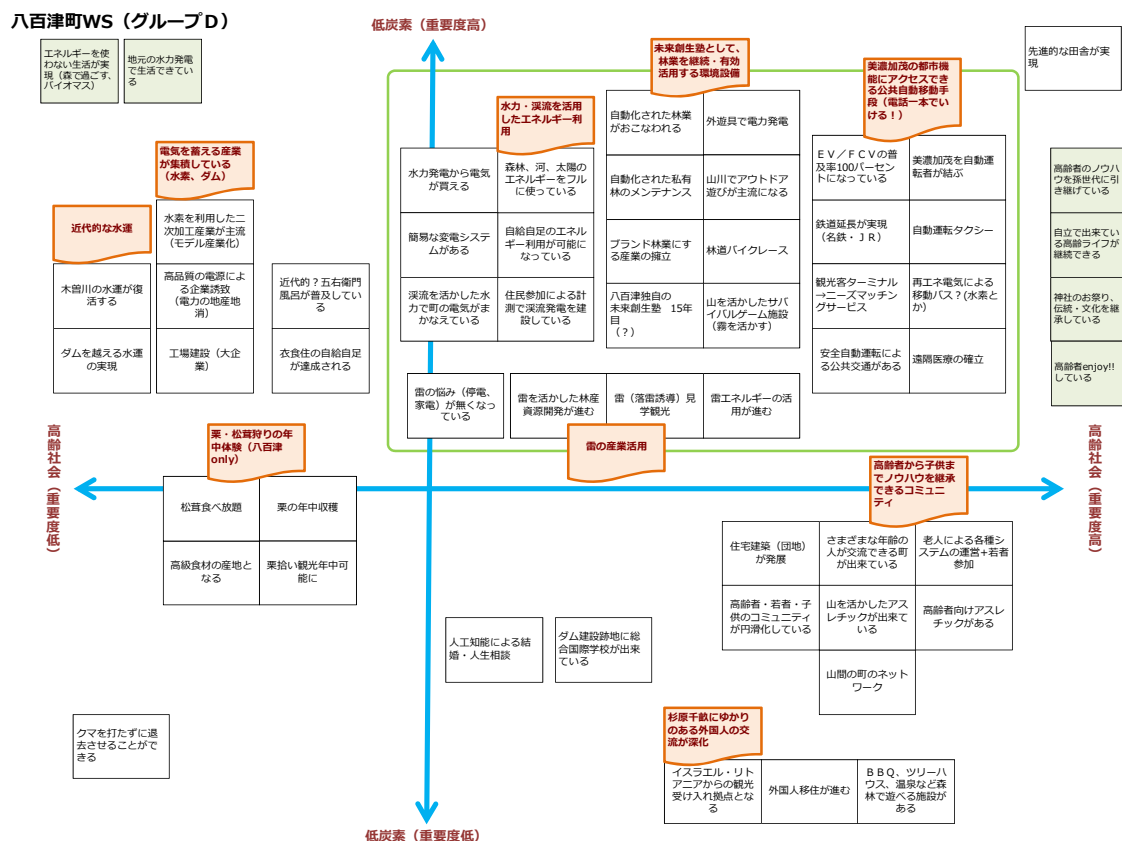 八百津町WS（グループD）
低炭素（重要度高）
エネルギーを使
わない生活が実
現（森で過ごす、
バイオマス）
地元の水力発電
で生活できてい
る
先進的な田舎が実
現
電気を蓄える産業
が集積している
（水素、ダム）
近代的な水運
水素を利用した二
次加工産業が主流
（モデル産業化）
木曽川の水運が復
活する
高品質の電源によ
る企業誘致
（電力の地産地
消）
近代的？五右衛門
風呂が普及してい
る
ダムを越える水運
の実現
工場建設（大企
業）
衣食住の自給自足
が達成される
水力・渓流を活用
したエネルギー利
用
水力発電から電気
が買える
森林、河、太陽の
エネルギーをフル
に使っている
簡易な変電システ
ムがある
自給自足のエネル
ギー利用が可能に
なっている
渓流を活かした水
力で町の電気がま
かなえている
住民参加による計
測で渓流発電を建
設している
未来創生塾として、
林業を継続・有効
活用する環境設備
自動化された林業
がおこなわれる
外遊具で電力発電
自動化された私有
林のメンテナンス
山川でアウトドア
遊びが主流になる
ブランド林業にす
る産業の擁立
林道バイクレース
八百津独自の
未来創生塾　15年
目
（？）
山を活かしたサバ
イバルゲーム施設
（霧を活かす）
美濃加茂の都市機
能にアクセスでき
る公共自動移動手
段（電話一本でい
ける！）
ＥＶ／ＦＣＶの普
及率100パーセン
トになっている
美濃加茂を自動運
転者が結ぶ
鉄道延長が実現
（名鉄・ＪＲ）
自動運転タクシー
観光客ターミナル
→ニーズマッチン
グサービス
再エネ電気による
移動バス？(水素と
か）
安全自動運転によ
る公共交通がある
遠隔医療の確立
高齢者のノウハ
ウを孫世代に引
き継げている
自立で出来てい
る高齢ライフが
継続できる
神社のお祭り、
伝統・文化を継
承している
高齢者enjoy!!
している
雷の悩み（停電、
家電）が無くなっ
ている
雷を活かした林産
資源開発が進む
雷（落雷誘導）見
学観光
雷エネルギーの活
用が進む
雷の産業活用
高齢社会（重要度低）
高齢社会（重要度高）
栗・松茸狩りの年
中体験（八百津
only）
松茸食べ放題
栗の年中収穫
高級食材の産地と
なる
栗拾い観光年中可
能に
高齢者から子供ま
でノウハウを継承
できるコミュニ
ティ
住宅建築（団地）
が発展
さまざまな年齢の
人が交流できる町
が出来ている
老人による各種シ
ステムの運営+若者
参加
高齢者・若者・子
供のコミュニティ
が円滑化している
山を活かしたアス
レチックが出来て
いる
高齢者向けアスレ
チックがある
山間の町のネット
ワーク
人工知能による結
婚・人生相談
ダム建設跡地に総
合国際学校が出来
ている
クマを打たずに退
去させることがで
きる
杉原千畝にゆかり
のある外国人の交
流が深化
イスラエル・リト
アニアからの観光
受け入れ拠点とな
る
外国人移住が進む
ＢＢＱ、ツリーハ
ウス、温泉など森
林で遊べる施設が
ある
低炭素（重要度低）